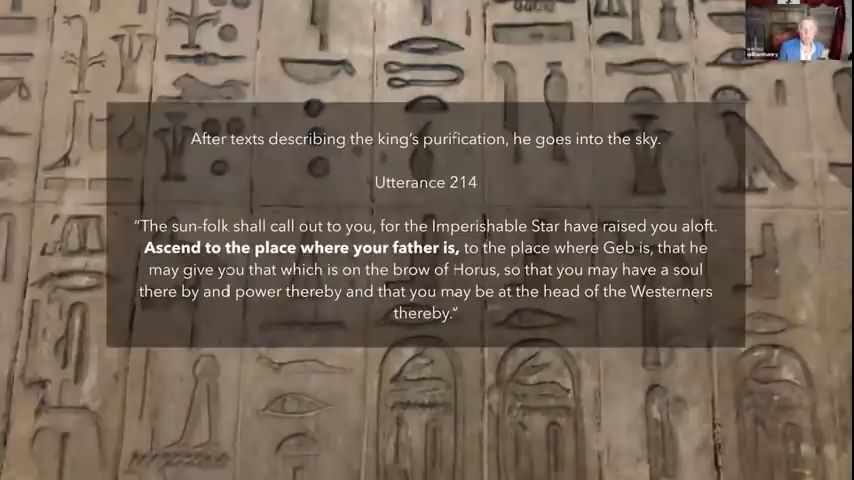 After texts describing the king's purification, he goes into the sky.
Utterance 214
"The sun-folk shall call out to you, for the Imperishable Star have raised you aloft.
Ascend to the place where your father is, to the place where Geb is, that he
may give you that which is on the brow of Horus, so that you may have a soul
there by and power thereby and that you may be at the head of the Westerners
thereby."